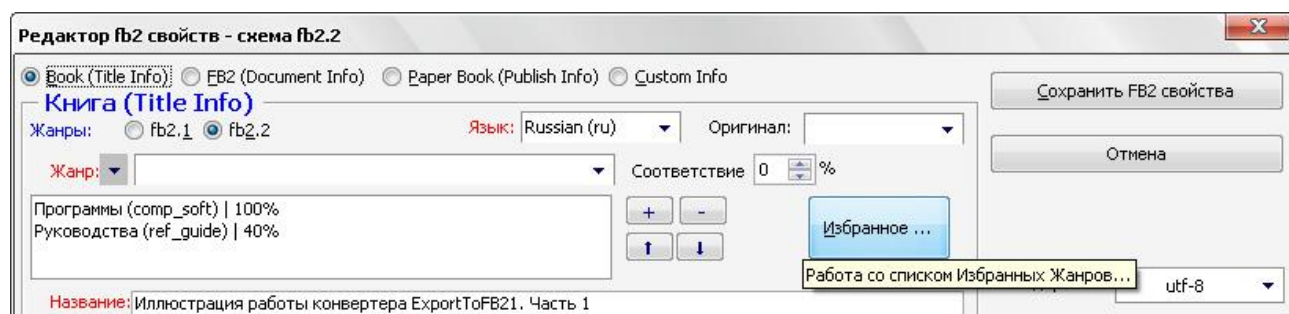 Редактор fb2 свойств - схема fb2.2
Book (Title Info) FB2 (Document Info) Paper Book (Publish Info) Custom Info
Сохранить FB2 свойства
Книга (Title Info)
Жанры: fb2.1 fb2.2 Язык: Russian (ru) Оригинал:
Отмена
Жанр: Соответствие 0 %
Программы (comp_soft) | 100%
Руководства (ref_guide) | 40%
+ -
Избранное ...
Работа со списком Избранных Жанров...
utf-8
Название: Иллюстрация работы конвертера ExportToFB21. Часть 1